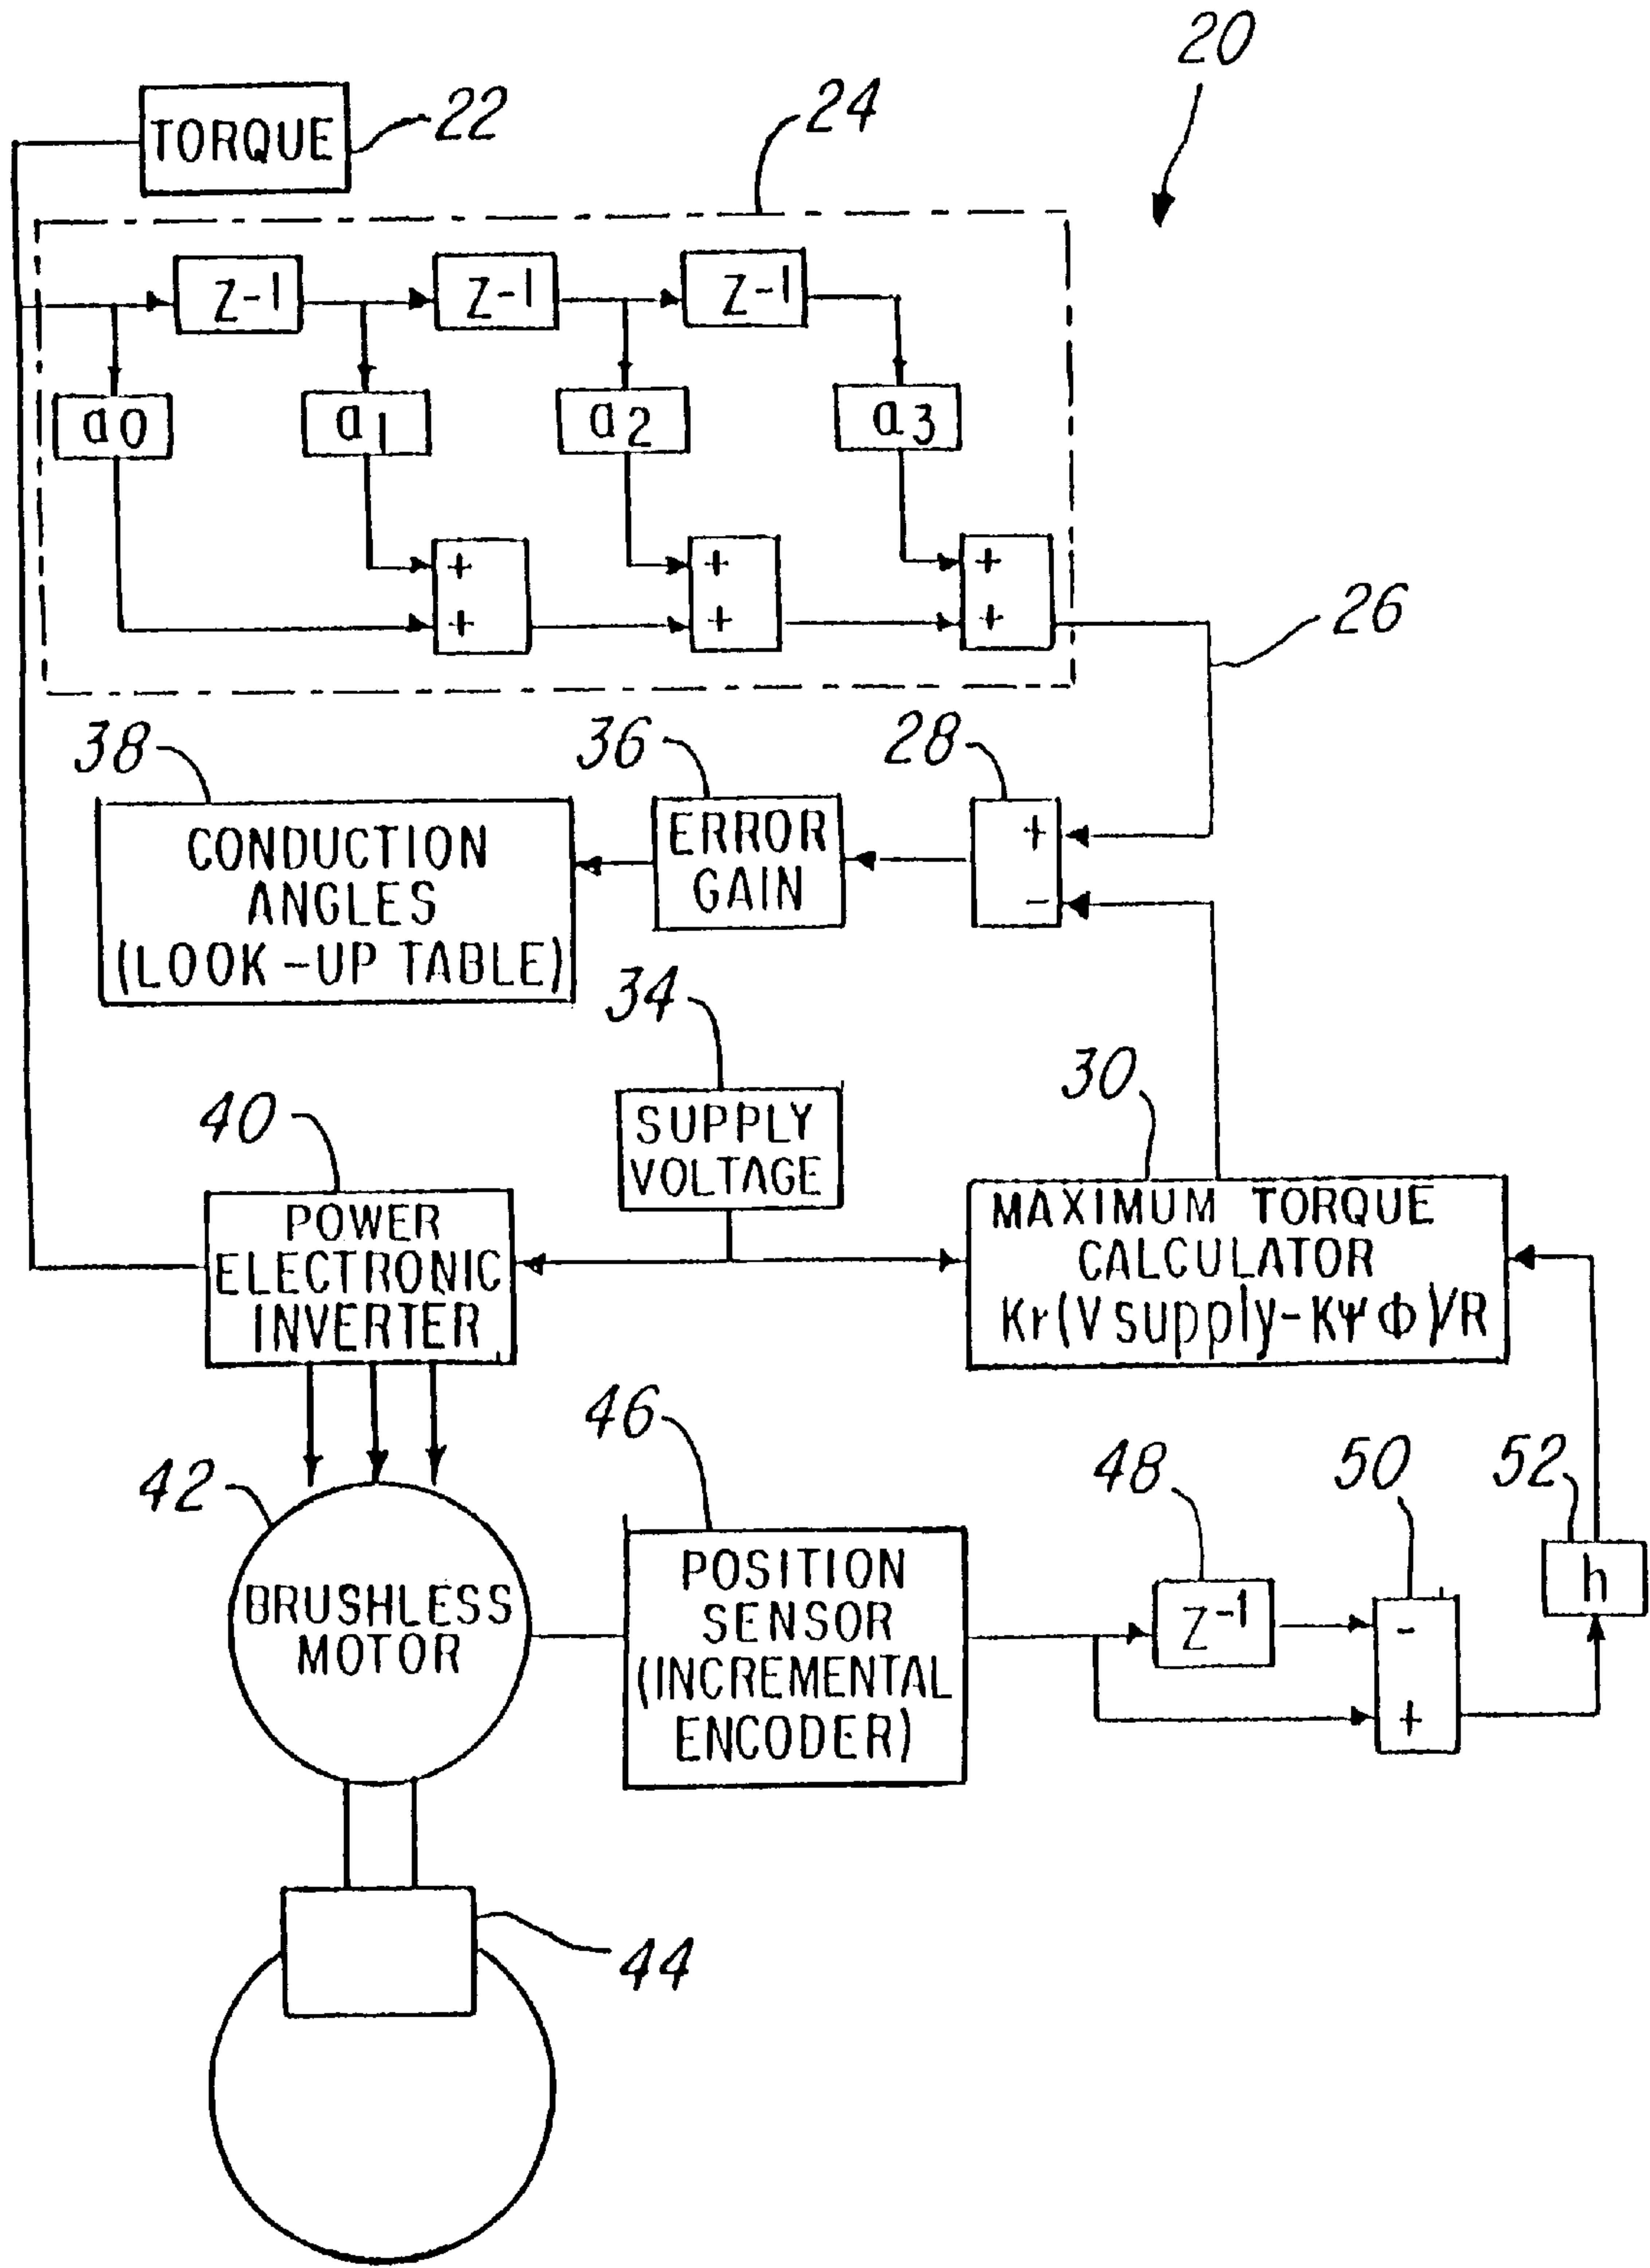 20
TORQUE
22
24
Z-1
Z-1
Z-1
a0
a1
a2
a3
+
+
+
+
+
+
26
38
36
28
CONDUCTION
ANGLES
(LOOK-UP TABLE)
ERROR
GAIN
+
-
34
SUPPLY
VOLTAGE
30
MAXIMUM TORQUE
CALCULATOR
Kr(Vsupply-KΨΦ)/R
40
POWER
ELECTRONIC
INVERTER
42
BRUSHLESS
MOTOR
46
POSITION
SENSOR
(INCREMENTAL
ENCODER)
48
Z-1
50
-
+
52
h
44